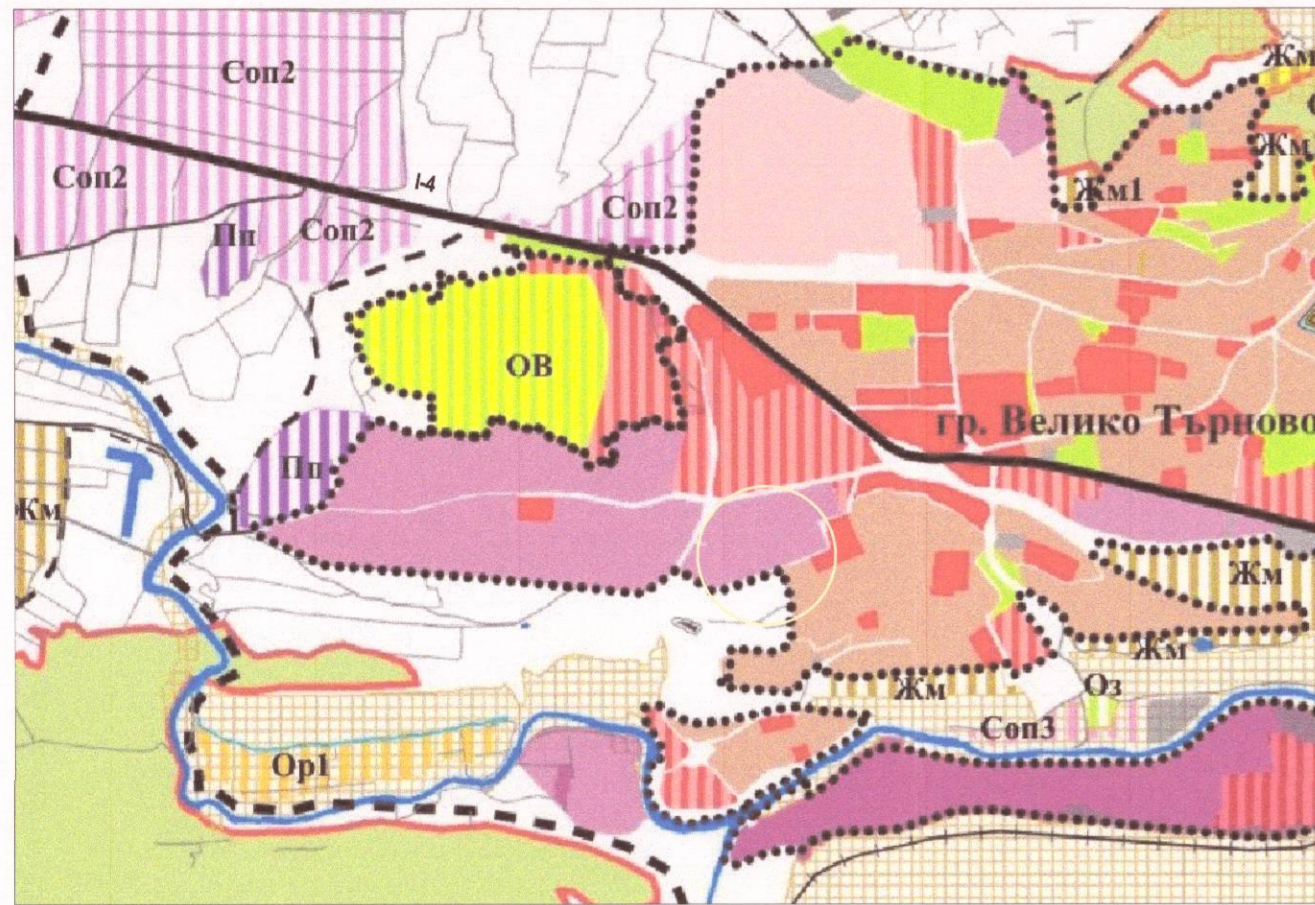 Соп2
Жм
Соп2
I-4
Соп2
Жм
Жм1
Пп
Соп2
ОВ
гр. Велико Търново
Пп
Жм
Жм
Жм
Жм
Оз
Соп3
Ор1